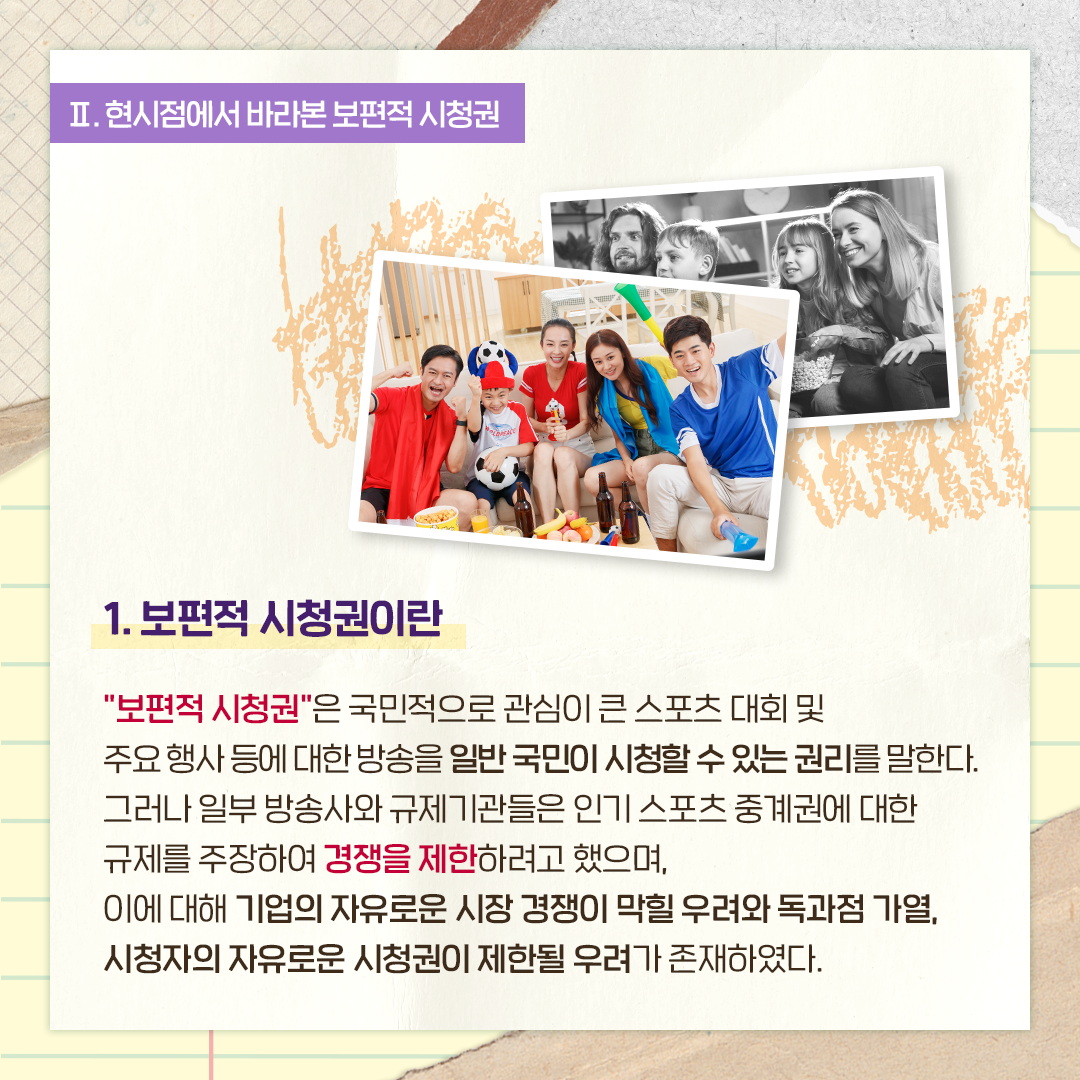 Ⅱ. 현시점에서 바라본 보편적 시청권
1. 보편적 시청권이란
"보편적 시청권"은 국민적으로 관심이 큰 스포츠 대회 및
주요 행사 등에 대한 방송을 일반 국민이 시청할 수 있는 권리를 말한다.
그러나 일부 방송사와 규제기관들은 인기 스포츠 중계권에 대한
규제를 주장하여 경쟁을 제한하려고 했으며,
이에 대해 기업의 자유로운 시장 경쟁이 막힐 우려와 독과점 가열,
시청자의 자유로운 시청권이 제한될 우려가 존재하였다.